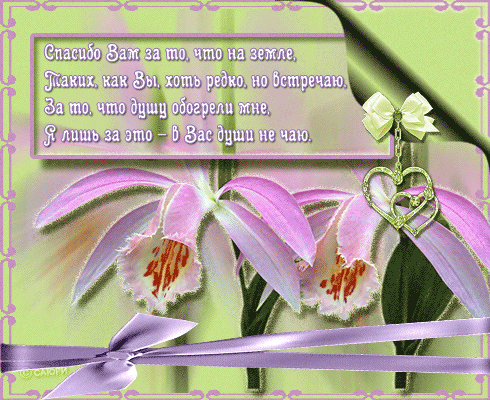 Спасибо Вам за то, что на земле,
Таких, как Вы, хоть редко, но встречаю,
За то, что душу обогрели мне,
Я лишь за это – в Вас души не чаю.
© САЮРИ